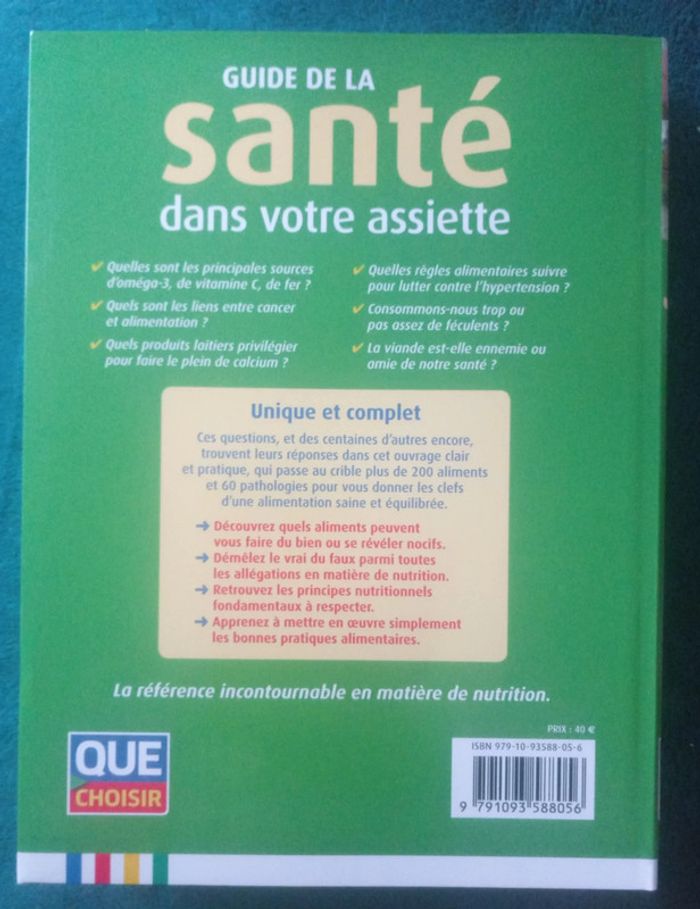 GUIDE DE LA
santé
dans votre assiette
✔ Quelles sont les principales sources
d'oméga-3, de vitamine C, de fer ?
✔ Quels sont les liens entre cancer
et alimentation ?
✔ Quels produits laitiers privilégier
pour faire le plein de calcium ?
✔ Quelles règles alimentaires suivre
pour lutter contre l'hypertension ?
✔ Consommons-nous trop ou
pas assez de féculents ?
✔ La viande est-elle ennemie ou
amie de notre santé ?
Unique et complet
Ces questions, et des centaines d'autres encore,
trouvent leurs réponses dans cet ouvrage clair
et pratique, qui passe au crible plus de 200 aliments
et 60 pathologies pour vous donner les clefs
d'une alimentation saine et équilibrée.
➔ Découvrez quels aliments peuvent
vous faire du bien ou se révéler nocifs.
➔ Démêlez le vrai du faux parmi toutes
les allégations en matière de nutrition.
➔ Retrouvez les principes nutritionnels
fondamentaux à respecter.
➔ Apprenez à mettre en œuvre simplement
les bonnes pratiques alimentaires.
La référence incontournable en matière de nutrition.
PRIX : 40 €
ISBN 979-10-93588-05-6
9 791093 588056
QUE
CHOISIR